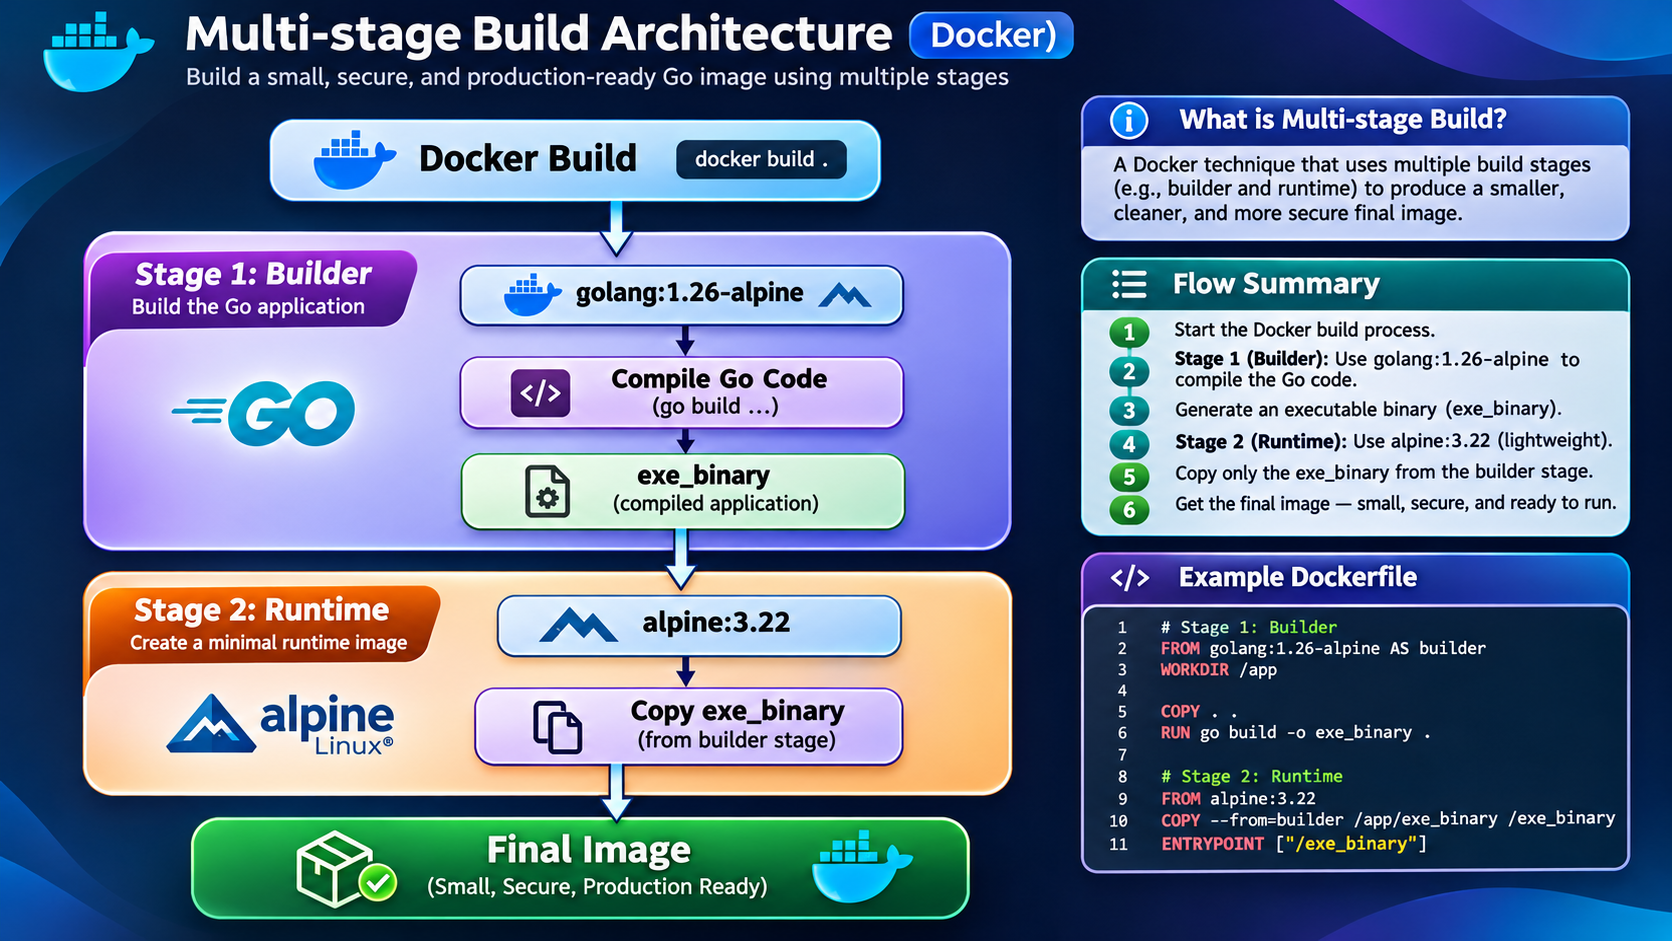 Multi-stage Build Architecture Docker)
Build a small, secure, and production-ready Go image using multiple stages
Docker Build
docker build .
Stage 1: Builder
Build the Go application
GO
golang:1.26-alpine
Compile Go Code
(go build ...)
exe_binary
(compiled application)
Stage 2: Runtime
Create a minimal runtime image
alpine
Linux®
alpine:3.22
Copy exe_binary
(from builder stage)
Final Image
(Small, Secure, Production Ready)
i What is Multi-stage Build?
A Docker technique that uses multiple build stages
(e.g., builder and runtime) to produce a smaller,
cleaner, and more secure final image.
Flow Summary
1 Start the Docker build process.
2 Stage 1 (Builder): Use golang:1.26-alpine to
compile the Go code.
3 Generate an executable binary (exe_binary).
4 Stage 2 (Runtime): Use alpine:3.22 (lightweight).
5 Copy only the exe_binary from the builder stage.
6 Get the final image — small, secure, and ready to run.
</> Example Dockerfile
1 # Stage 1: Builder
2 FROM golang:1.26-alpine AS builder
3 WORKDIR /app
4
5 COPY . .
6 RUN go build -o exe_binary .
7
8 # Stage 2: Runtime
9 FROM alpine:3.22
10 COPY --from=builder /app/exe_binary /exe_binary
11 ENTRYPOINT ["/exe_binary"]